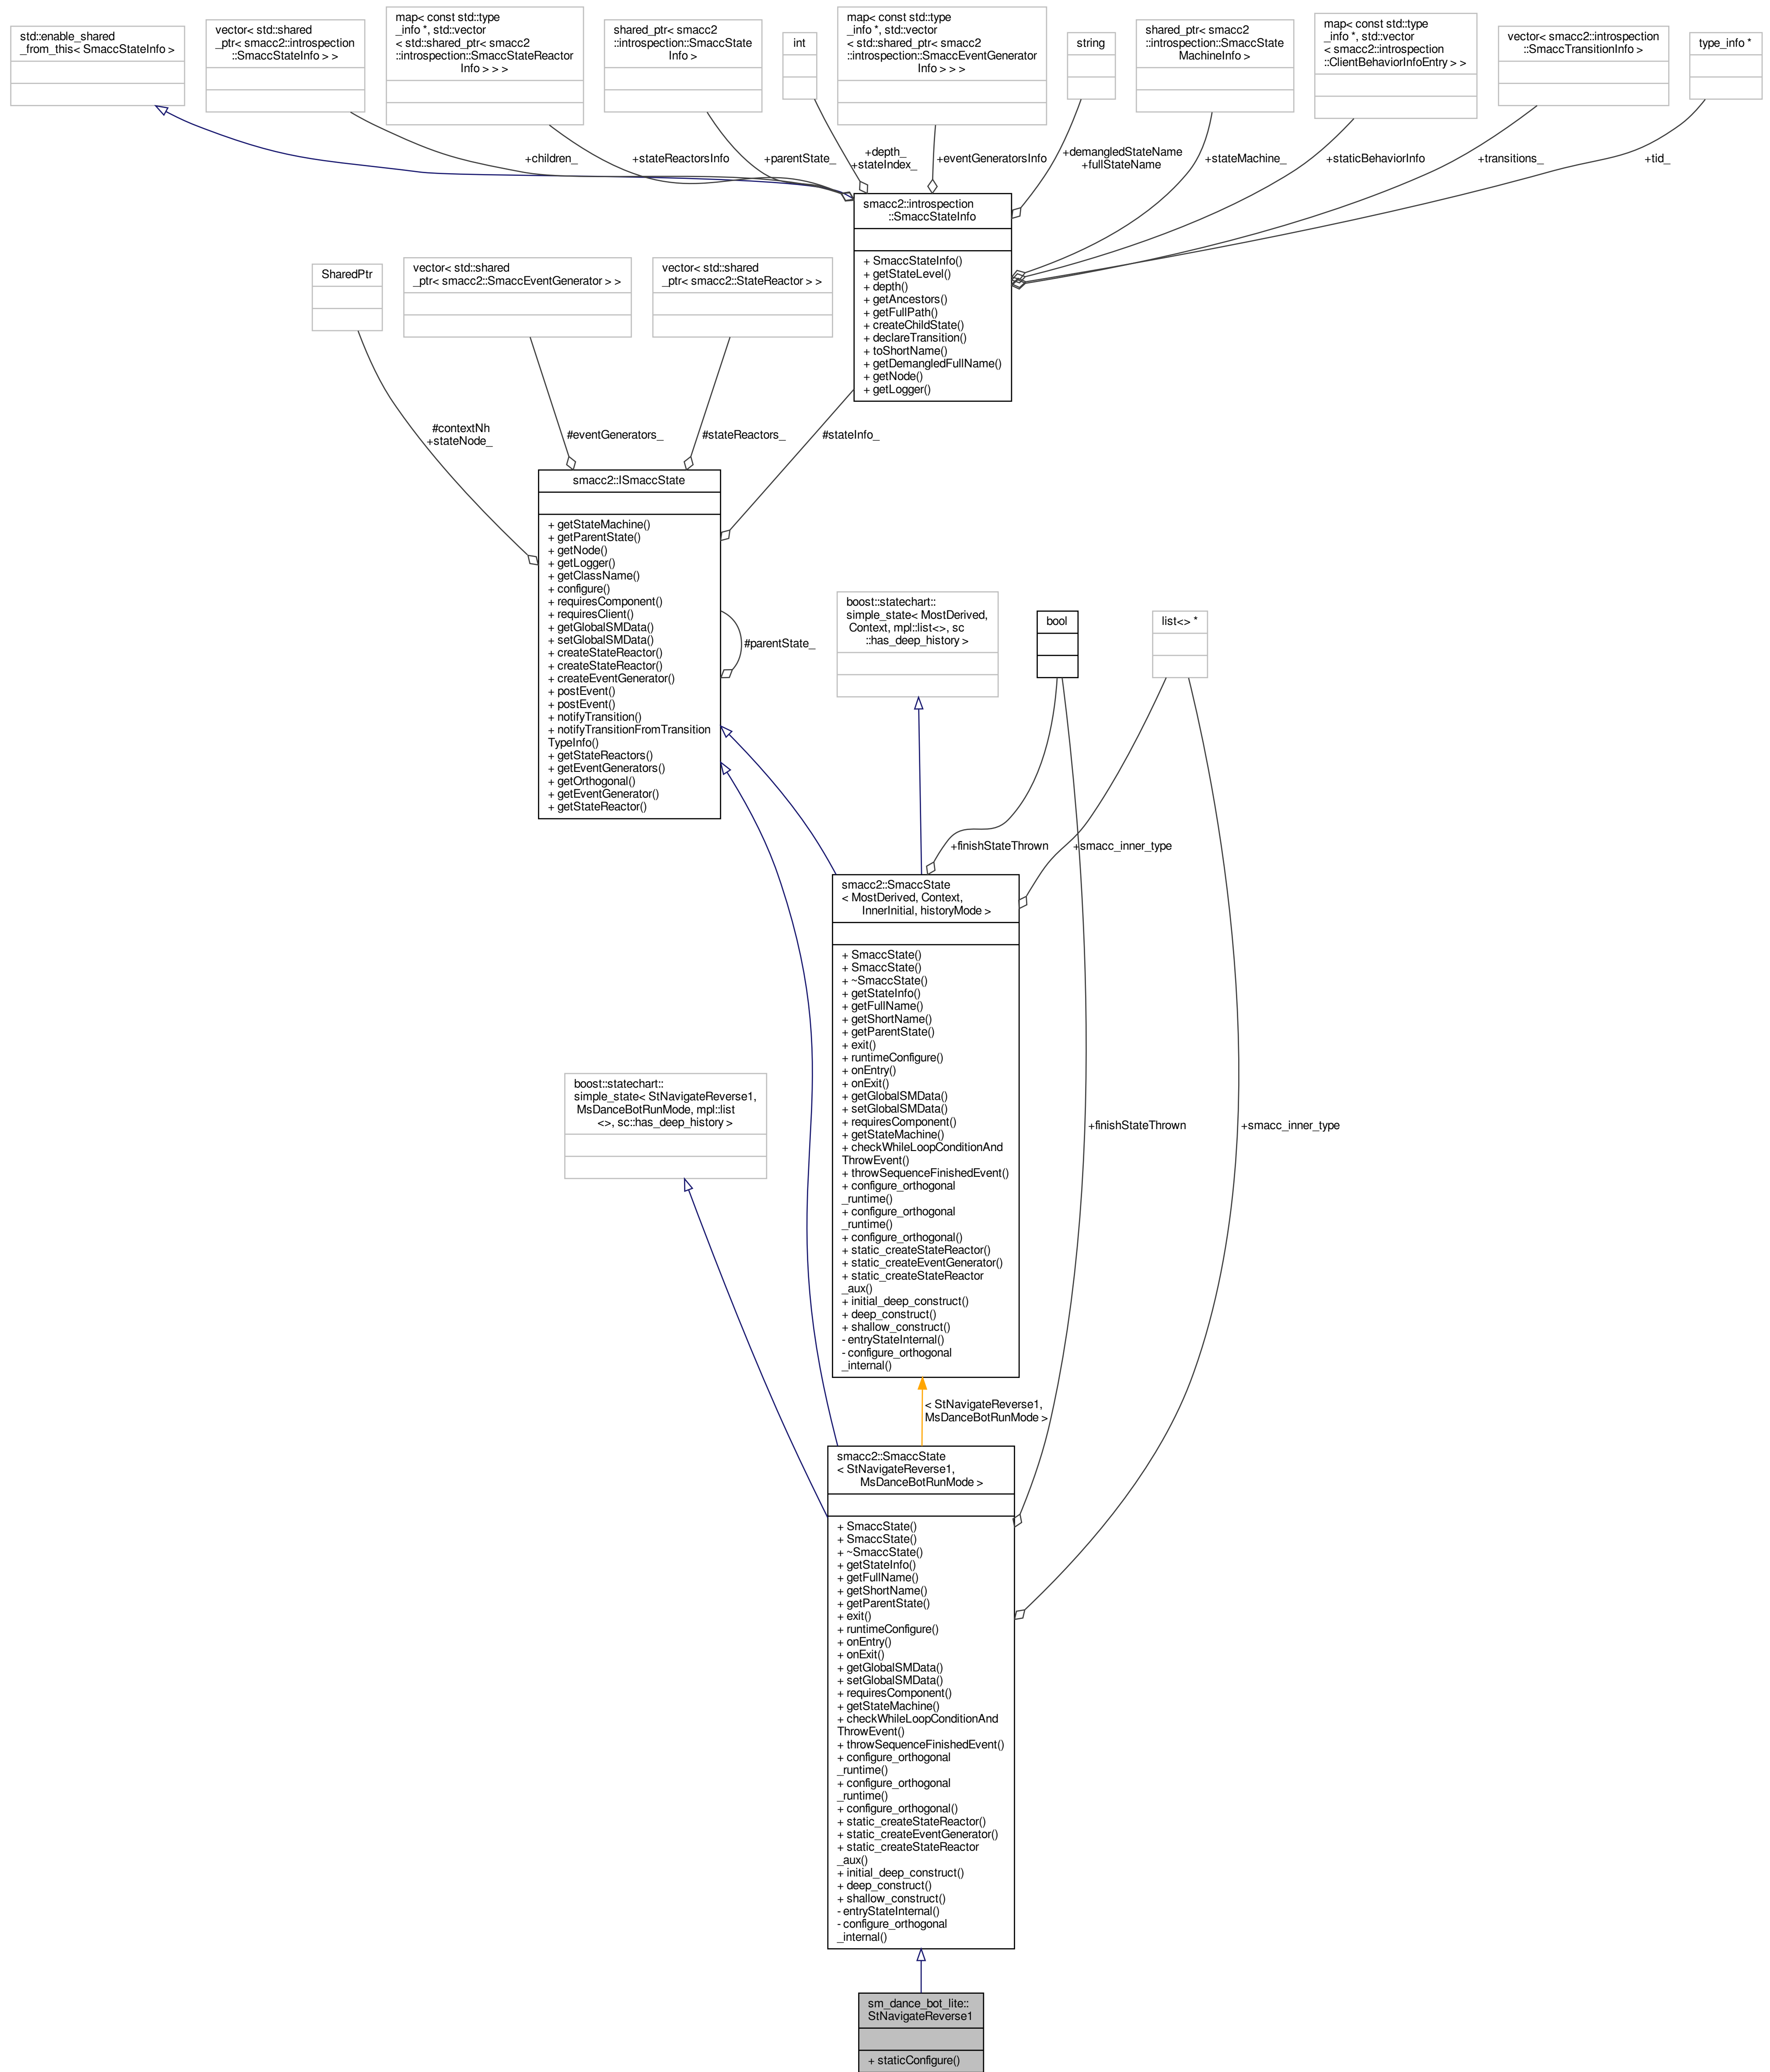 std::enable_shared
_from_this< SmaccStateInfo >
vector< std::shared
_ptr< smacc2::introspection
::SmaccStateInfo > >
map< const std::type
_info *, std::vector
< std::shared_ptr< smacc2
::introspection::SmaccStateReactor
Info > > >
shared_ptr< smacc2
::introspection::SmaccState
Info >
int
map< const std::type
_info *, std::vector
< std::shared_ptr< smacc2
::introspection::SmaccEventGenerator
Info > > >
string
shared_ptr< smacc2
::introspection::SmaccState
MachineInfo >
map< const std::type
_info *, std::vector
< smacc2::introspection
::ClientBehaviorInfoEntry > >
vector< smacc2::introspection
::SmaccTransitionInfo >
type_info *
+children_
+stateReactorsInfo
+parentState_
+depth_
+stateIndex_
+eventGeneratorsInfo
+demangledStateName
+fullStateName
+stateMachine_
+staticBehaviorInfo
+transitions_
+tid_
smacc2::introspection
::SmaccStateInfo
+ SmaccStateInfo()
+ getStateLevel()
+ depth()
+ getAncestors()
+ getFullPath()
+ createChildState()
+ declareTransition()
+ toShortName()
+ getDemangledFullName()
+ getNode()
+ getLogger()
SharedPtr
vector< std::shared
_ptr< smacc2::SmaccEventGenerator > >
vector< std::shared
_ptr< smacc2::StateReactor > >
#contextNh
+stateNode_
#eventGenerators_
#stateReactors_
#stateInfo_
smacc2::ISmaccState
+ getStateMachine()
+ getParentState()
+ getNode()
+ getLogger()
+ getClassName()
+ configure()
+ requiresComponent()
+ requiresClient()
+ getGlobalSMData()
+ setGlobalSMData()
+ createStateReactor()
+ createStateReactor()
+ createEventGenerator()
+ postEvent()
+ postEvent()
+ notifyTransition()
+ notifyTransitionFromTransition
TypeInfo()
+ getStateReactors()
+ getEventGenerators()
+ getOrthogonal()
+ getEventGenerator()
+ getStateReactor()
#parentState_
boost::statechart::
simple_state< MostDerived,
Context, mpl::list<>, sc
::has_deep_history >
bool
list<> *
+finishStateThrown
+smacc_inner_type
smacc2::SmaccState
< MostDerived, Context,
InnerInitial, historyMode >
+ SmaccState()
+ SmaccState()
+ ~SmaccState()
+ getStateInfo()
+ getFullName()
+ getShortName()
+ getParentState()
+ exit()
+ runtimeConfigure()
+ onEntry()
+ onExit()
+ getGlobalSMData()
+ setGlobalSMData()
+ requiresComponent()
+ getStateMachine()
+ checkWhileLoopConditionAnd
ThrowEvent()
+ throwSequenceFinishedEvent()
+ configure_orthogonal
_runtime()
+ configure_orthogonal
_runtime()
+ configure_orthogonal()
+ static_createStateReactor()
+ static_createEventGenerator()
+ static_createStateReactor
_aux()
+ initial_deep_construct()
+ deep_construct()
+ shallow_construct()
- entryStateInternal()
- configure_orthogonal
_internal()
boost::statechart::
simple_state< StNavigateReverse1,
MsDanceBotRunMode, mpl::list
<>, sc::has_deep_history >
+finishStateThrown
+smacc_inner_type
< StNavigateReverse1,
MsDanceBotRunMode >
smacc2::SmaccState
< StNavigateReverse1,
MsDanceBotRunMode >
+ SmaccState()
+ SmaccState()
+ ~SmaccState()
+ getStateInfo()
+ getFullName()
+ getShortName()
+ getParentState()
+ exit()
+ runtimeConfigure()
+ onEntry()
+ onExit()
+ getGlobalSMData()
+ setGlobalSMData()
+ requiresComponent()
+ getStateMachine()
+ checkWhileLoopConditionAnd
ThrowEvent()
+ throwSequenceFinishedEvent()
+ configure_orthogonal
_runtime()
+ configure_orthogonal
_runtime()
+ configure_orthogonal()
+ static_createStateReactor()
+ static_createEventGenerator()
+ static_createStateReactor
_aux()
+ initial_deep_construct()
+ deep_construct()
+ shallow_construct()
- entryStateInternal()
- configure_orthogonal
_internal()
sm_dance_bot_lite::
StNavigateReverse1
+ staticConfigure()